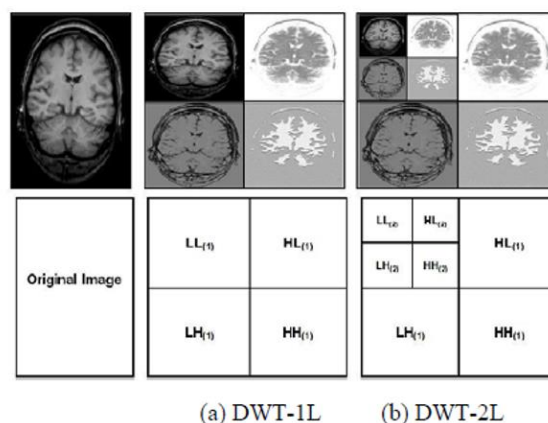 Original Image
LL(1) HL(1)
LH(1) HH(1)
LL(2) HL(2)
LH(2) HH(2)
HL(1)
LH(1) HH(1)
(a) DWT-1L (b) DWT-2L